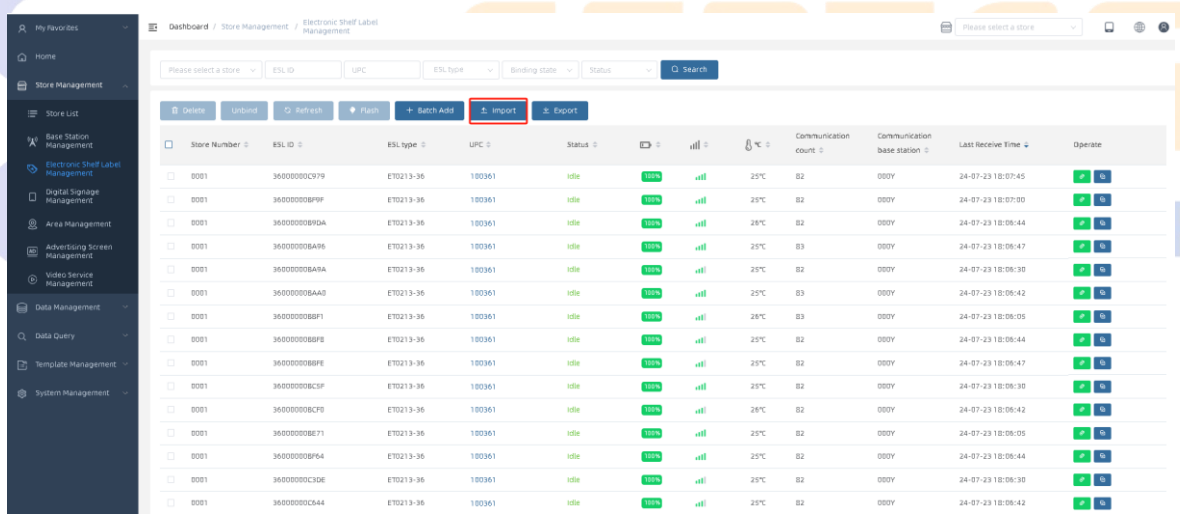 My Favorites
Dashboard / Store Management / Electronic Shelf Label Management
Please select a store
Home
Store Management
Store List
Base Station Management
Electronic Shelf Label Management
Digital Signage Management
Area Management
Advertising Screen Management
Video Service Management
Data Management
Data Query
Template Management
System Management
Please select a store ESL ID UPC ESL type Binding state Status Search
Delete Unbind Refresh Flash + Batch Add Import Export
Store Number ESL ID ESL type UPC Status ℃ Communication count Communication base station Last Receive Time Operate
0001 36000000C979 ET0213-36 100361 Idle 100% 25℃ 82 000Y 24-07-23 18:07:45
0001 ET0213-36 100361 Idle 100% 25℃ 82 000Y 24-07-23 18:07:00
0001 36000000B9DA ET0213-36 100361 Idle 100% 26℃ 82 000Y 24-07-23 18:06:44
0001 36000000BA96 ET0213-36 100361 Idle 100% 25℃ 83 000Y 24-07-23 18:06:47
0001 36000000BA9A ET0213-36 100361 Idle 100% 25℃ 82 000Y 24-07-23 18:06:30
0001 36000000BAA0 ET0213-36 100361 Idle 100% 25℃ 83 000Y 24-07-23 18:06:42
0001 36000000BBF1 ET0213-36 100361 Idle 100% 26℃ 83 000Y 24-07-23 18:06:05
0001 ET0213-36 100361 Idle 100% 25℃ 82 000Y 24-07-23 18:06:44
0001 36000000BBFE ET0213-36 100361 Idle 100% 25℃ 82 000Y 24-07-23 18:06:47
0001 ET0213-36 100361 Idle 100% 25℃ 82 000Y 24-07-23 18:06:30
0001 36000000BCF0 ET0213-36 100361 Idle 100% 26℃ 82 000Y 24-07-23 18:06:42
0001 36000000BE71 ET0213-36 100361 Idle 100% 25℃ 82 000Y 24-07-23 18:06:05
0001 36000000BF64 ET0213-36 100361 Idle 100% 25℃ 82 000Y 24-07-23 18:06:44
0001 36000000C3DE ET0213-36 100361 Idle 100% 25℃ 82 000Y 24-07-23 18:06:30
0001 36000000C644 ET0213-36 100361 Idle 100% 25℃ 82 000Y 24-07-23 18:06:42